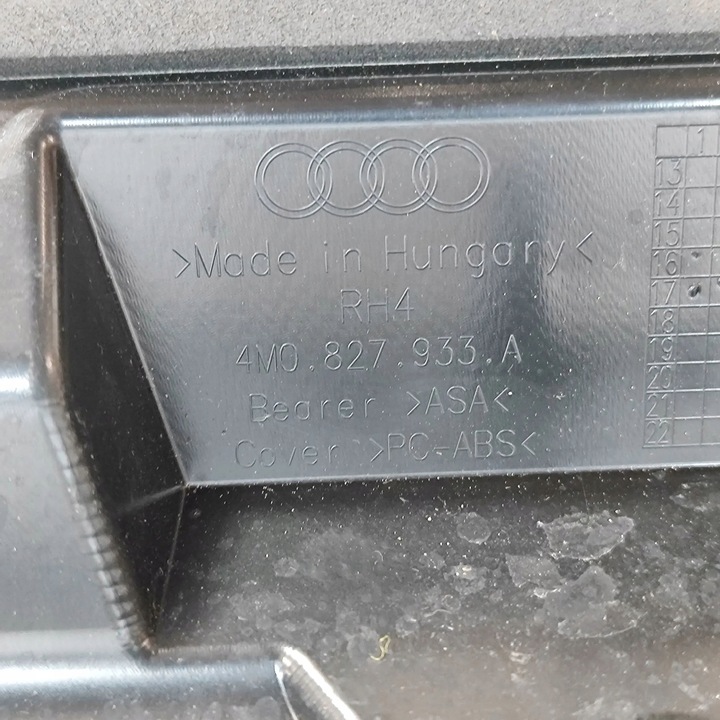 >Made in Hungary<
RH4
4M0.827.933.A
Bearer >ASA<
Cover >PC-ABS<
1
13
14
15
16
17
18
19
20
21
22